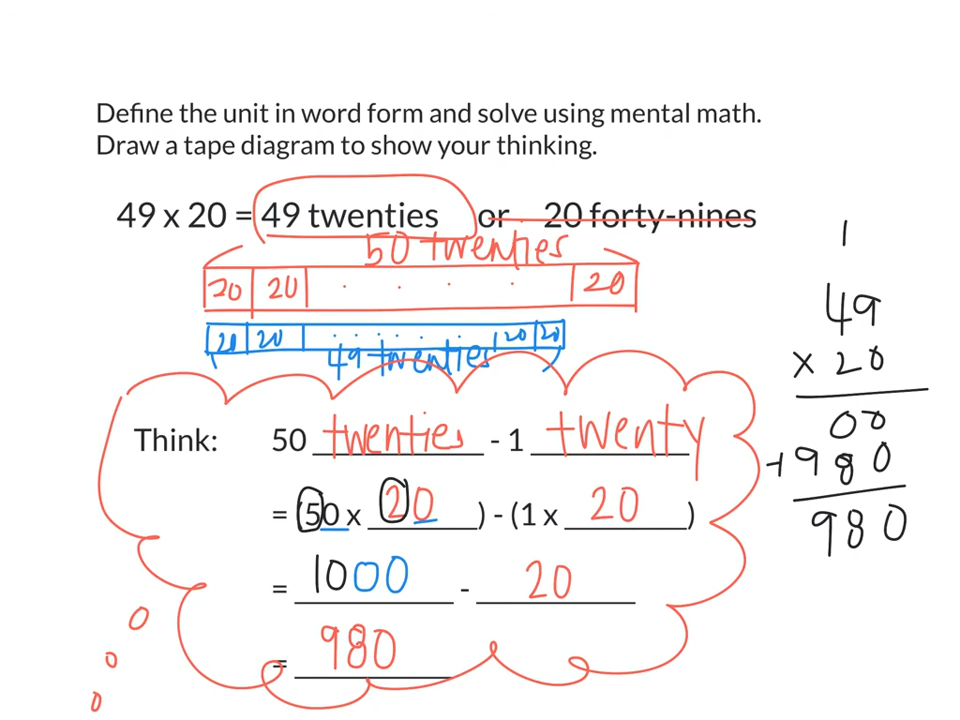 Define the unit in word form and solve using mental math.
Draw a tape diagram to show your thinking.
49 x 20 = 49 twenties or 20 forty-nines
50 twenties
20 20 . . . . 20
20 20 . . . . . . 20 20
49 twenties
Think: 50 twenties - 1 twenty
= (50 x 20 ) - (1 x 20 )
= 1000 - 20
= 980
1
49
x 20
00
+ 980
980